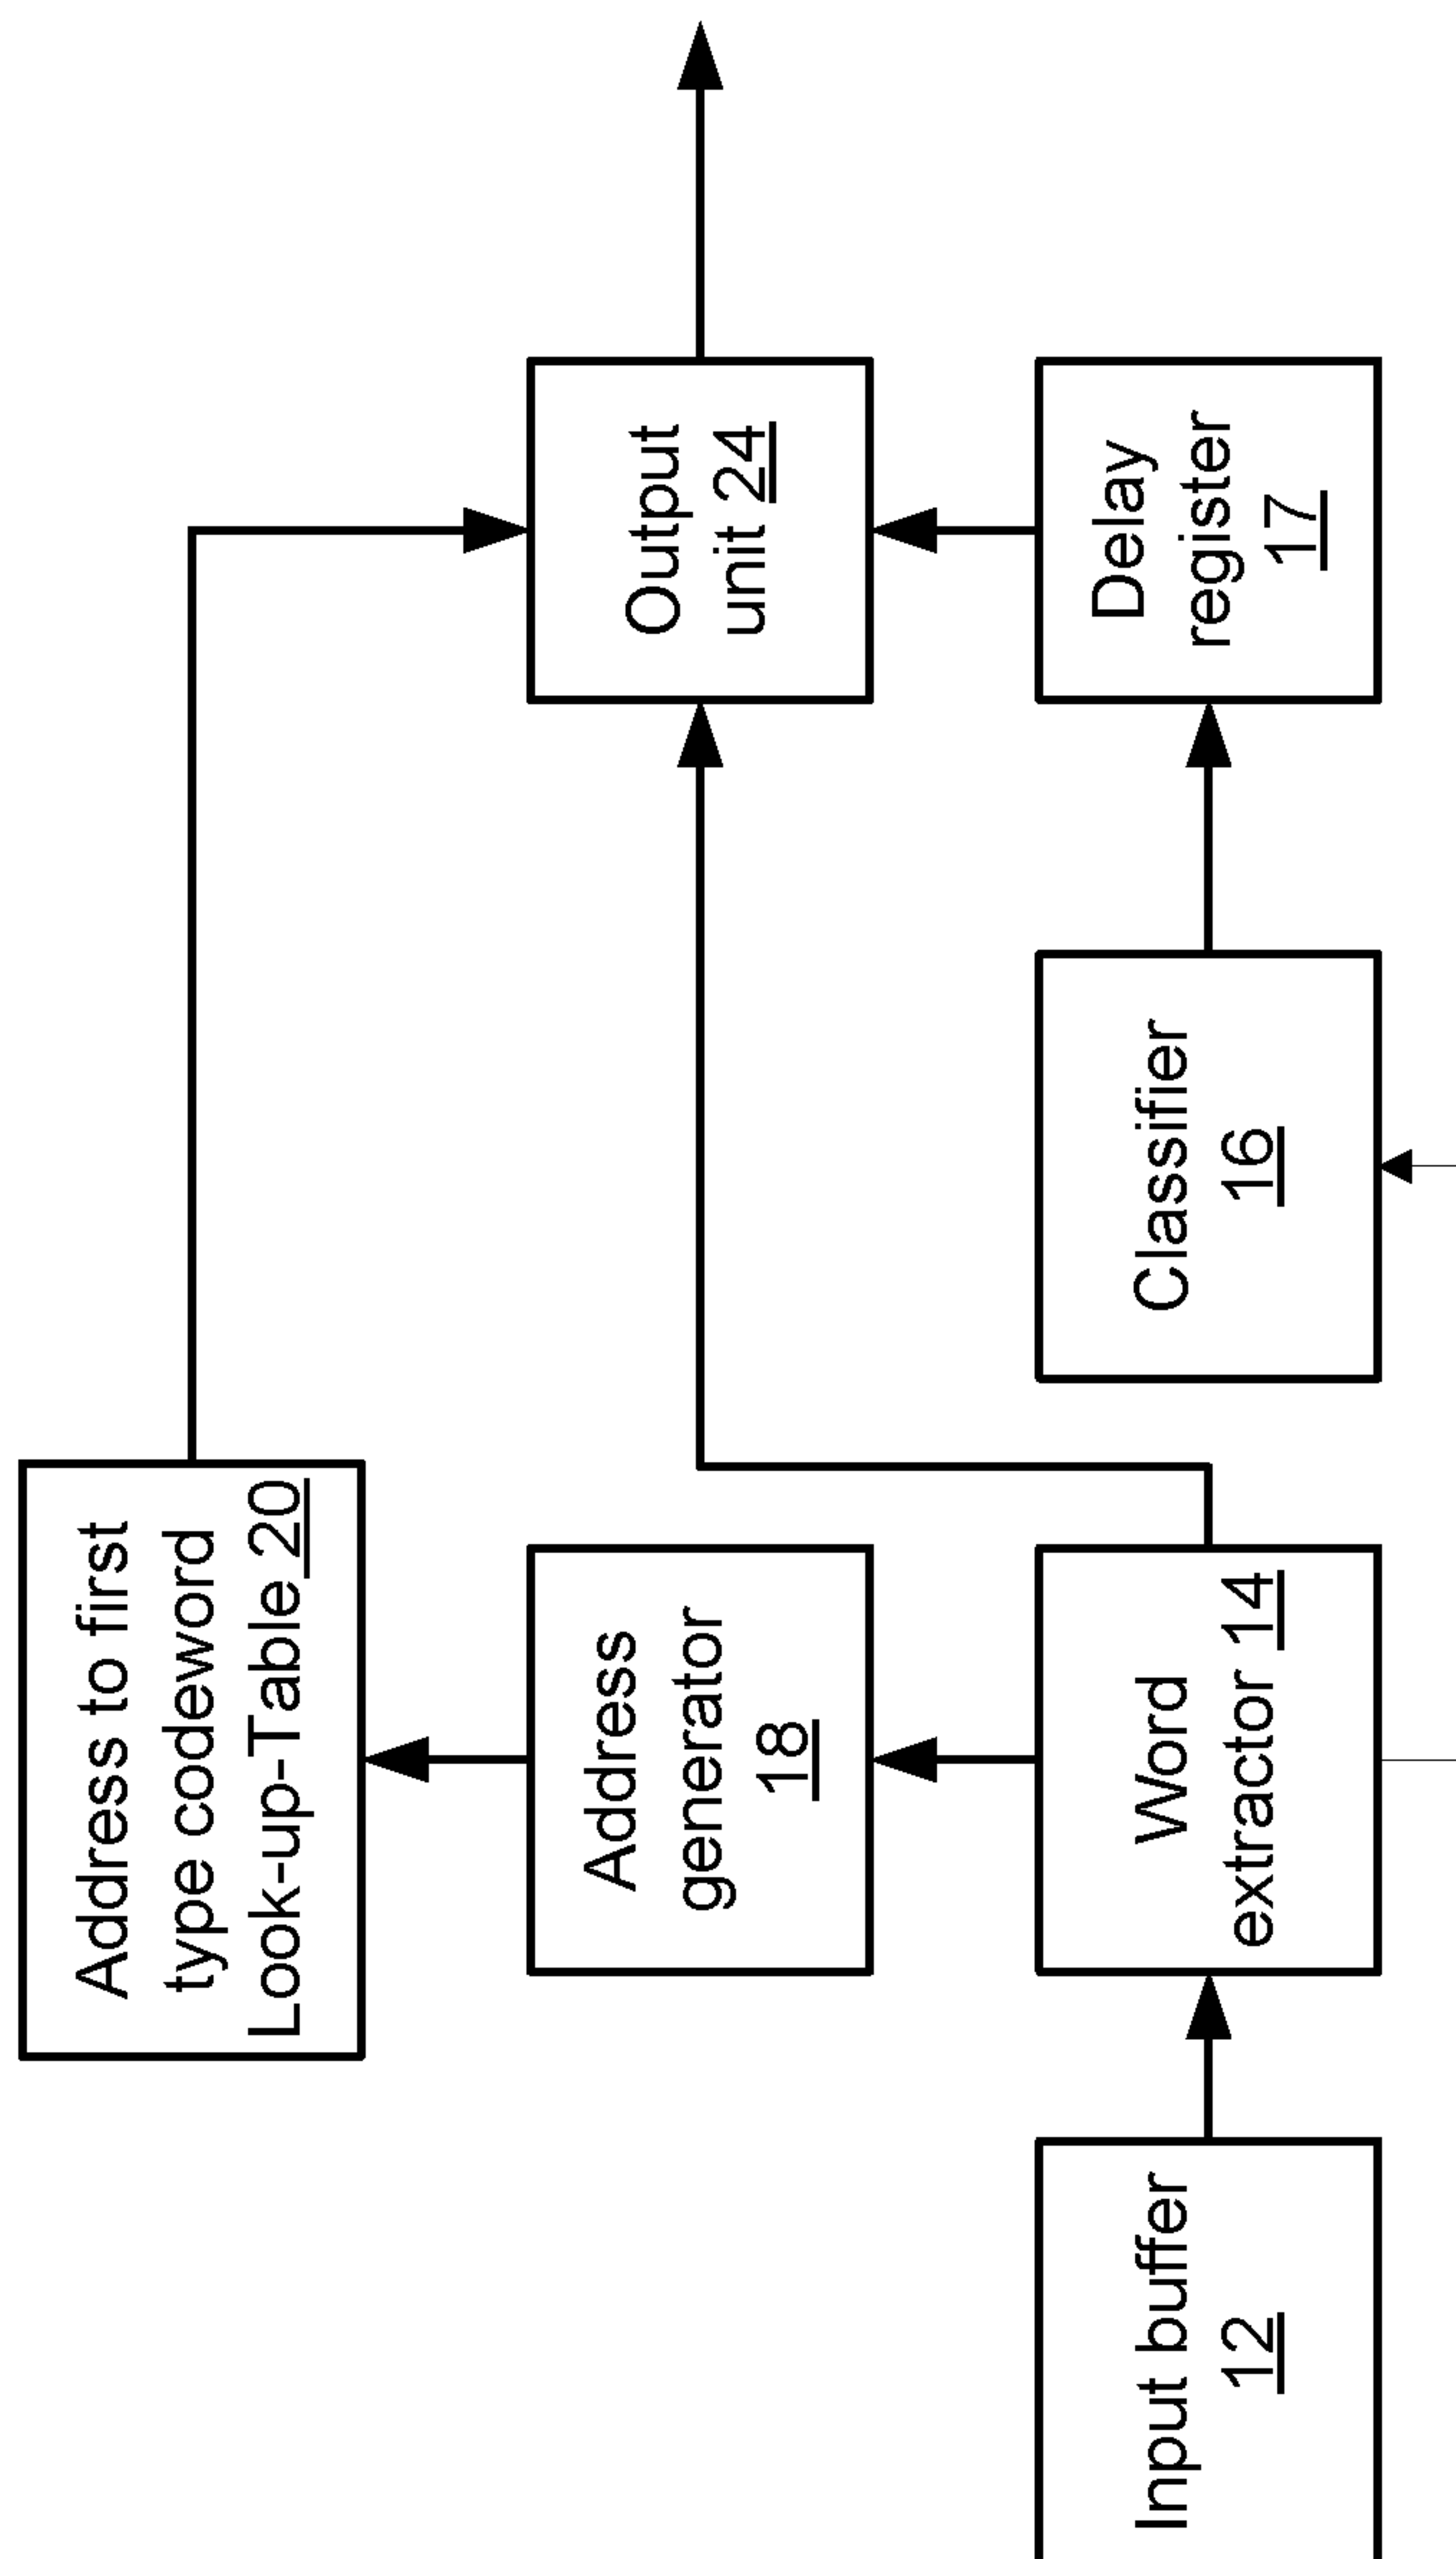 Address to first
type codeword
Look-up-Table 20
Address
generator
18
Output
unit 24
Input buffer
12
Word
extractor 14
Classifier
16
Delay
register
17